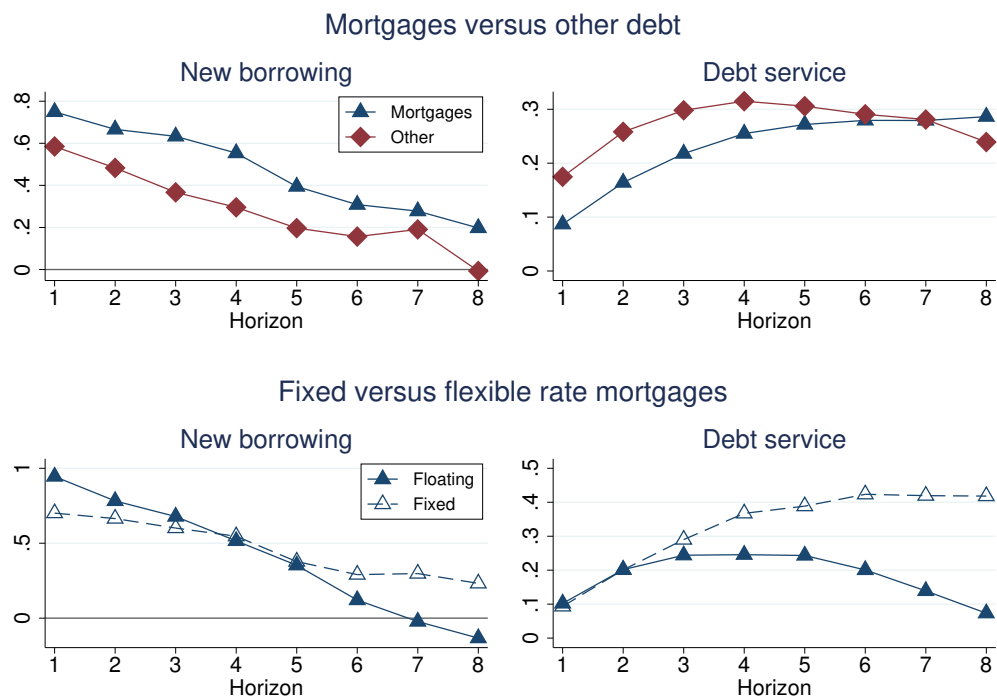 Mortgages versus other debt
New borrowing
.8
.6
.4
.2
0
Mortgages
Other
1 2 3 4 5 6 7 8
Horizon
Debt service
.3
.2
.1
0
1 2 3 4 5 6 7 8
Horizon
Fixed versus flexible rate mortgages
New borrowing
1
.5
0
Floating
Fixed
1 2 3 4 5 6 7 8
Horizon
Debt service
.5
.4
.3
.2
.1
0
1 2 3 4 5 6 7 8
Horizon